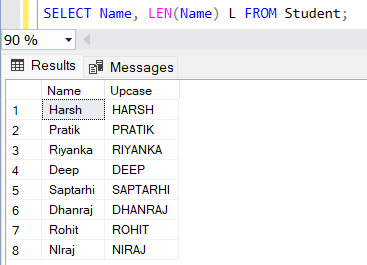 SELECT Name, LEN(Name) L FROM Student;
90 %
Results Messages
Name Upcase
1 Harsh HARSH
2 Pratik PRATIK
3 Riyanka RIYANKA
4 Deep DEEP
5 Saptarhi SAPTARHI
6 Dhanraj DHANRAJ
7 Rohit ROHIT
8 NIraj NIRAJ